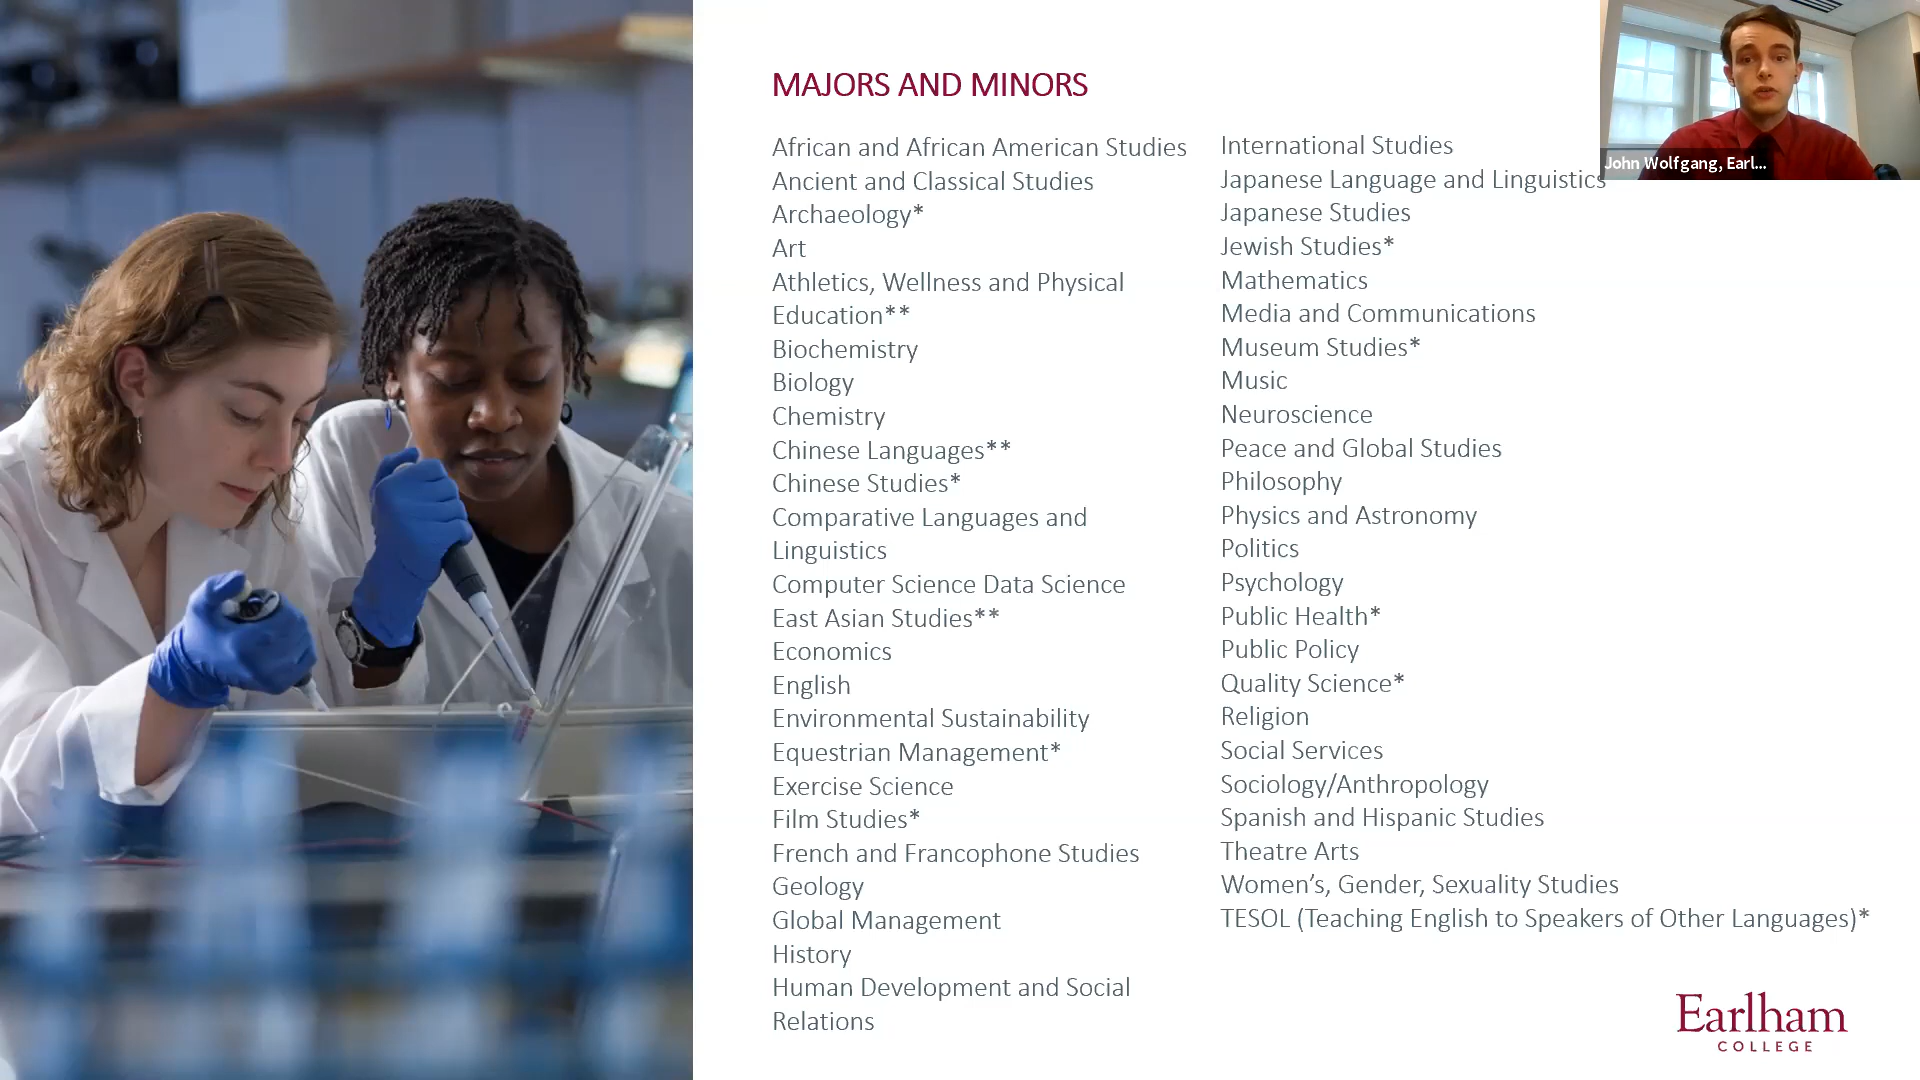 MAJORS AND MINORS
African and African American Studies
Ancient and Classical Studies
Archaeology*
Art
Athletics, Wellness and Physical
Education**
Biochemistry
Biology
Chemistry
Chinese Languages**
Chinese Studies*
Comparative Languages and
Linguistics
Computer Science Data Science
East Asian Studies**
Economics
English
Environmental Sustainability
Equestrian Management*
Exercise Science
Film Studies*
French and Francophone Studies
Geology
Global Management
History
Human Development and Social
Relations
International Studies
Japanese Language and Linguistics
Japanese Studies
Jewish Studies*
Mathematics
Media and Communications
Museum Studies*
Music
Neuroscience
Peace and Global Studies
Philosophy
Physics and Astronomy
Politics
Psychology
Public Health*
Public Policy
Quality Science*
Religion
Social Services
Sociology/Anthropology
Spanish and Hispanic Studies
Theatre Arts
Women’s, Gender, Sexuality Studies
TESOL (Teaching English to Speakers of Other Languages)*
John Wolfgang, Earl...
Earlham
COLLEGE